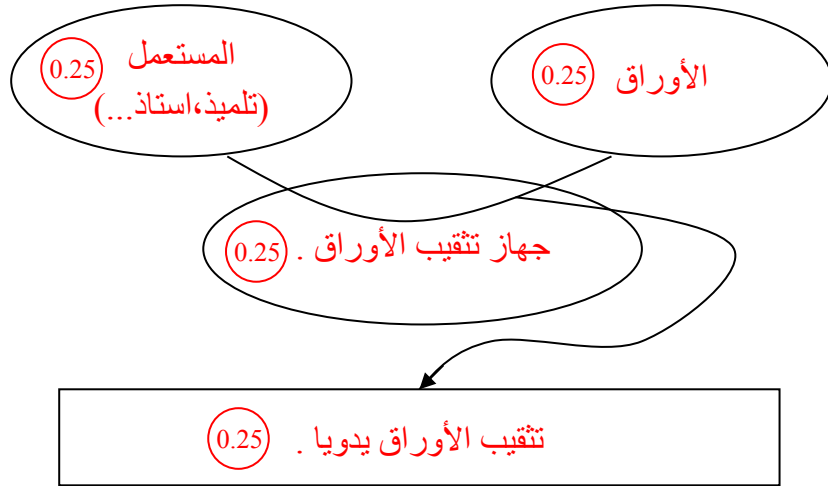 المستعمل 0.25
(تلميذ،استاذ...)
الأوراق 0.25
جهاز تثقيب الأوراق . 0.25
تثقيب الأوراق يدويا . 0.25